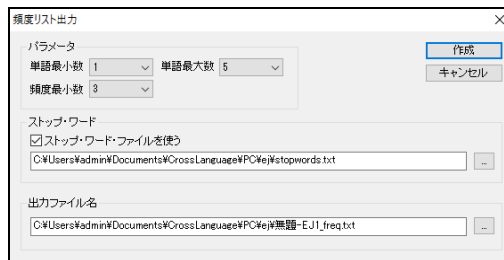 頻度リスト出力
パラメータ
単語最小数 1 単語最大数 5
頻度最小数 3
作成
キャンセル
ストップ・ワード
ストップ・ワード・ファイルを使う
C:¥Users¥admin¥Documents¥CrossLanguage¥PC¥ej¥stopwords.txt
...
出力ファイル名
C:¥Users¥admin¥Documents¥CrossLanguage¥PC¥ej¥無題-EJ1_freq.txt
...